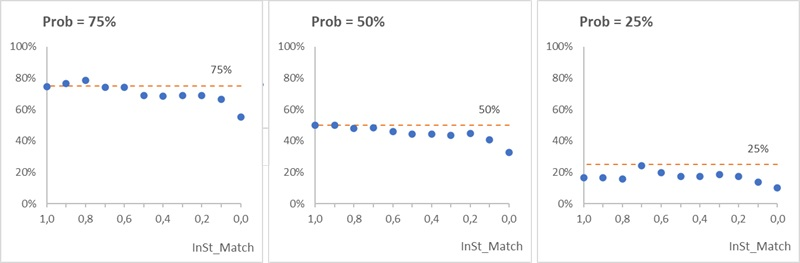 Prob = 75%
100%
80%
60%
40%
20%
0%
75%
1,0 0,8 0,6 0,4 0,2 0,0
InSt_Match
Prob = 50%
100%
80%
60%
40%
20%
0%
50%
1,0 0,8 0,6 0,4 0,2 0,0
InSt_Match
Prob = 25%
100%
80%
60%
40%
20%
0%
25%
1,0 0,8 0,6 0,4 0,2 0,0
InSt_Match